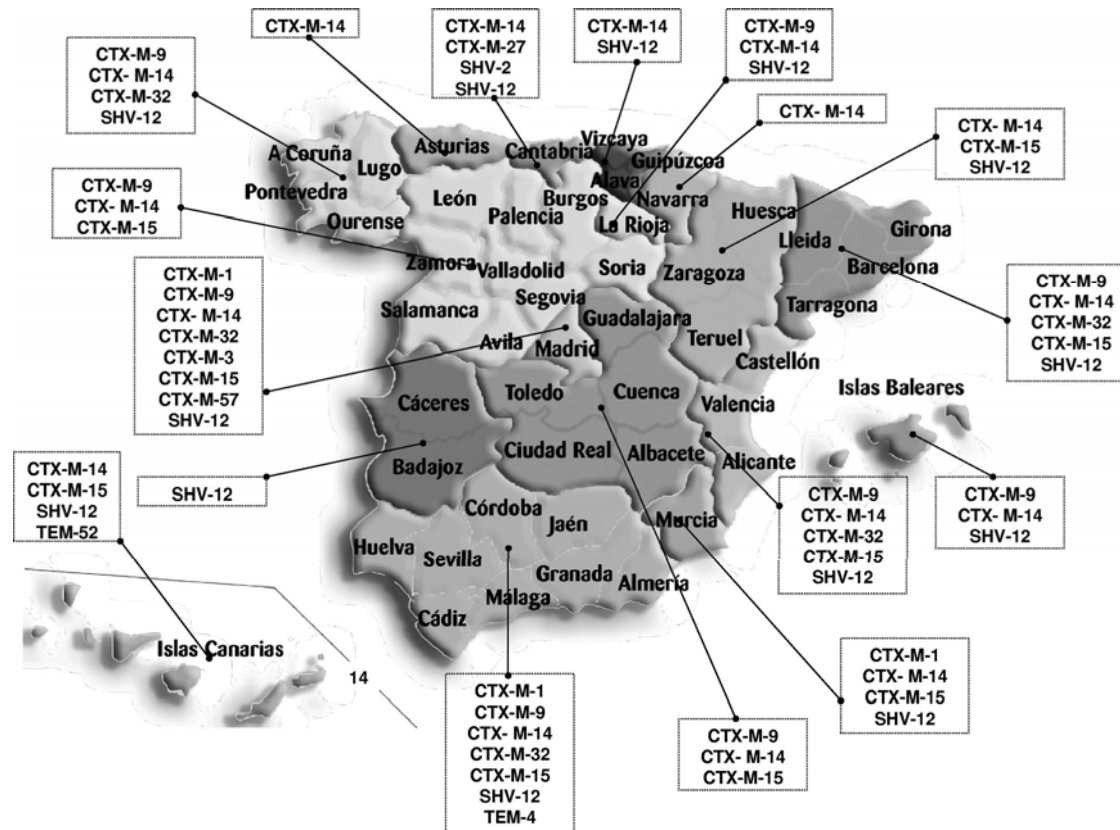 CTX-M-14
CTX-M-14
CTX-M-27
SHV-2
SHV-12
CTX-M-14
SHV-12
CTX-M-9
CTX-M-14
SHV-12
CTX-M-9
CTX- M-14
CTX-M-32
SHV-12
CTX- M-14
CTX- M-14
CTX-M-15
SHV-12
CTX-M-9
CTX- M-14
CTX-M-15
CTX-M-1
CTX-M-9
CTX- M-14
CTX-M-32
CTX-M-3
CTX-M-15
CTX-M-57
SHV-12
SHV-12
CTX-M-14
CTX-M-15
SHV-12
TEM-52
A Coruña
Lugo
Pontevedra
Ourense
Asturias
Cantabria
Vizcaya
Guipúzcoa
Alava
Navarra
León
Palencia
Burgos
La Rioja
Huesca
Lleida
Girona
Barcelona
Tarragona
Zamora
Valladolid
Soria
Zaragoza
Segovia
Salamanca
Avila
Madrid
Guadalajara
Teruel
Castellón
Cáceres
Toledo
Cuenca
Valencia
Islas Baleares
Badajoz
Ciudad Real
Albacete
Alicante
Córdoba
Jaén
Murcia
Huelva
Sevilla
Granada
Almería
Málaga
Cádiz
Islas Canarias
14
CTX-M-9
CTX- M-14
CTX-M-32
CTX-M-15
SHV-12
CTX-M-9
CTX- M-14
CTX-M-32
CTX-M-15
SHV-12
CTX-M-9
CTX- M-14
SHV-12
CTX-M-1
CTX- M-14
CTX-M-15
SHV-12
CTX-M-1
CTX-M-9
CTX- M-14
CTX-M-32
CTX-M-15
SHV-12
TEM-4
CTX-M-9
CTX- M-14
CTX-M-15